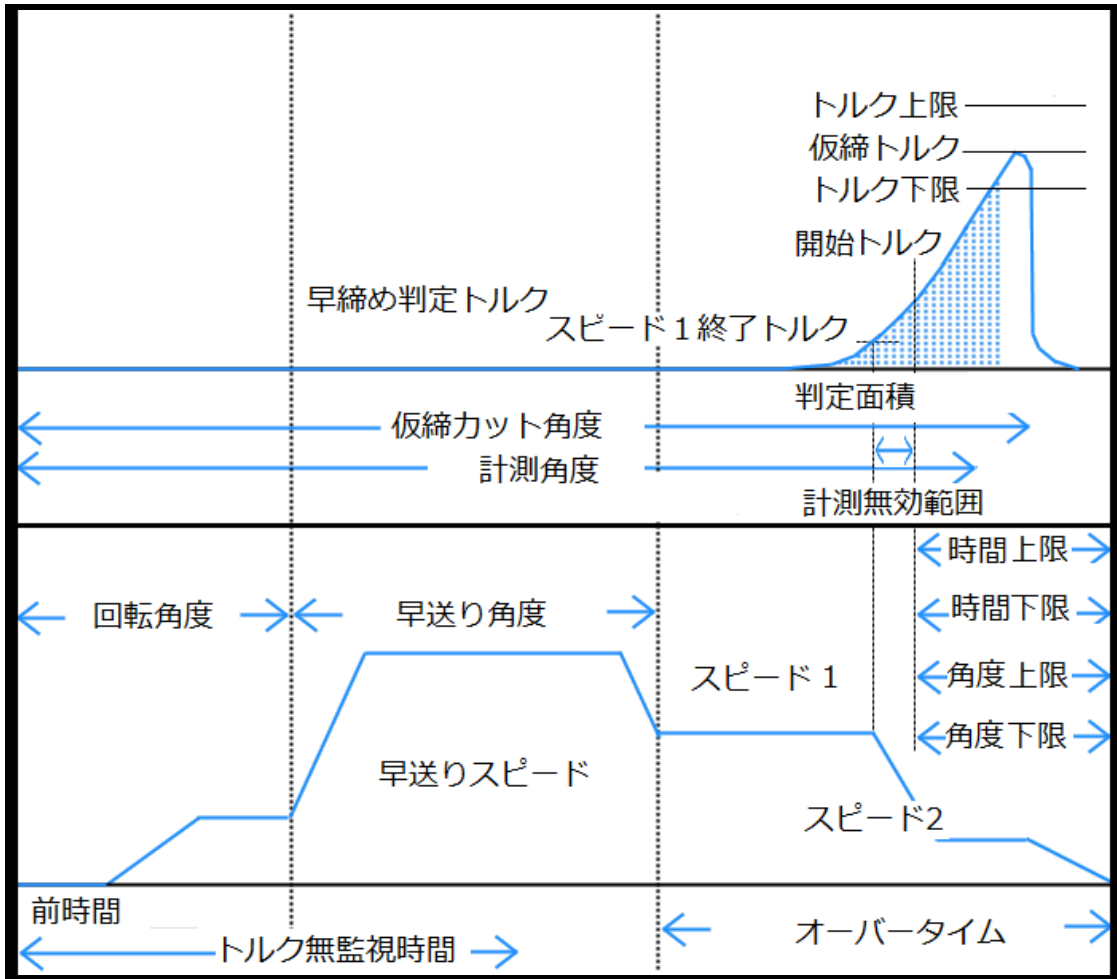 トルク上限
仮締トルク
トルク下限
開始トルク
早締め判定トルク
スピード１終了トルク
判定面積
仮締カット角度
計測角度
計測無効範囲
時間上限
回転角度
早送り角度
時間下限
スピード１
角度上限
角度下限
早送りスピード
スピード2
前時間
オーバータイム
トルク無監視時間